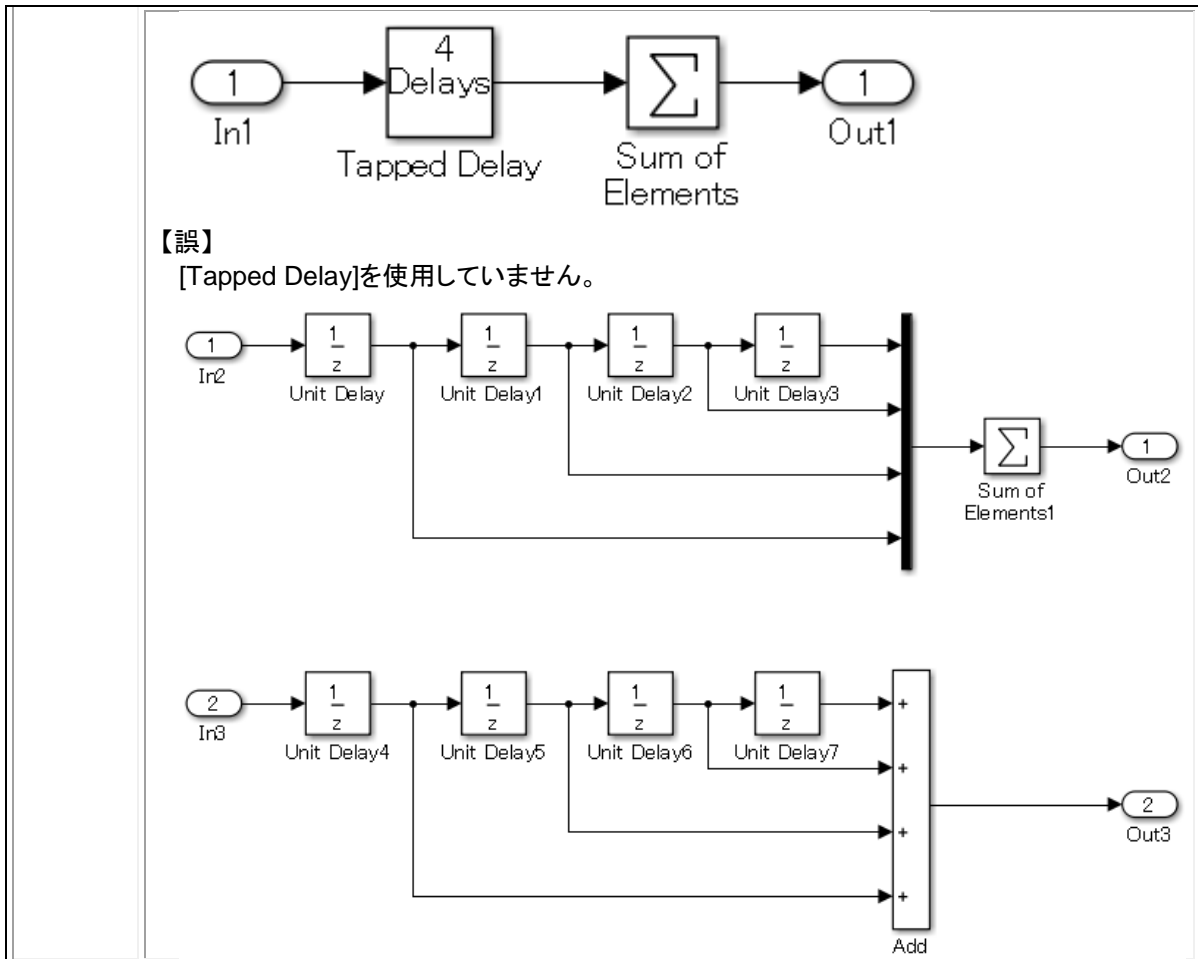 4
Delays
1
In1
Tapped Delay
Σ
Sum of
Elements
1
Out1
【誤】
[Tapped Delay]を使用していません。
1
In2
1
z
Unit Delay
1
z
Unit Delay1
1
z
Unit Delay2
1
z
Unit Delay3
Σ
Sum of
Elements1
1
Out2
2
In3
1
z
Unit Delay4
1
z
Unit Delay5
1
z
Unit Delay6
1
z
Unit Delay7
+
+
+
+
Add
2
Out3